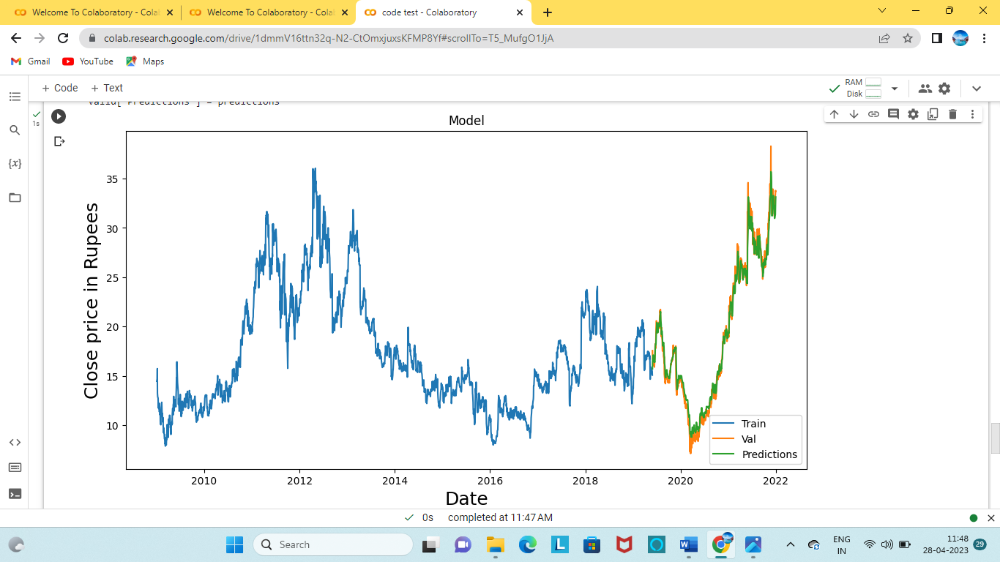 Welcome To Colaboratory - Cola
Welcome To Colaboratory - Cola
code test - Colaboratory
colab.research.google.com/drive/1dmmV16ttn32q-N2-CtOmxjuxsKFMP8Yf#scrollTo=T5_MufgO1JjA
Gmail
YouTube
Maps
+ Code
+ Text
RAM
Disk
valid['Predictions'] = predictions
1s
{x}
Model
35
30
25
20
15
10
Close price in Rupees
Train
Val
Predictions
2010
2012
2014
2016
2018
2020
2022
Date
0s completed at 11:47 AM
Search
ENG
IN
11:48
28-04-2023
29